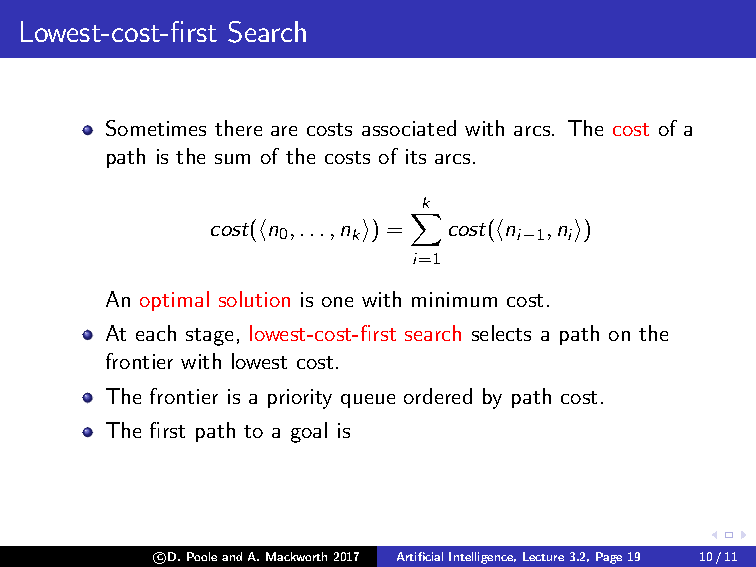 Lowest-cost-first Search
Sometimes there are costs associated with arcs. The cost of a
path is the sum of the costs of its arcs.
k
cost(⟨n₀, . . . , nₖ⟩) = ∑ cost(⟨nᵢ₋₁, nᵢ⟩)
i=1
An optimal solution is one with minimum cost.
At each stage, lowest-cost-first search selects a path on the
frontier with lowest cost.
The frontier is a priority queue ordered by path cost.
The first path to a goal is
©D. Poole and A. Mackworth 2017 Artificial Intelligence, Lecture 3.2, Page 19 10 / 11